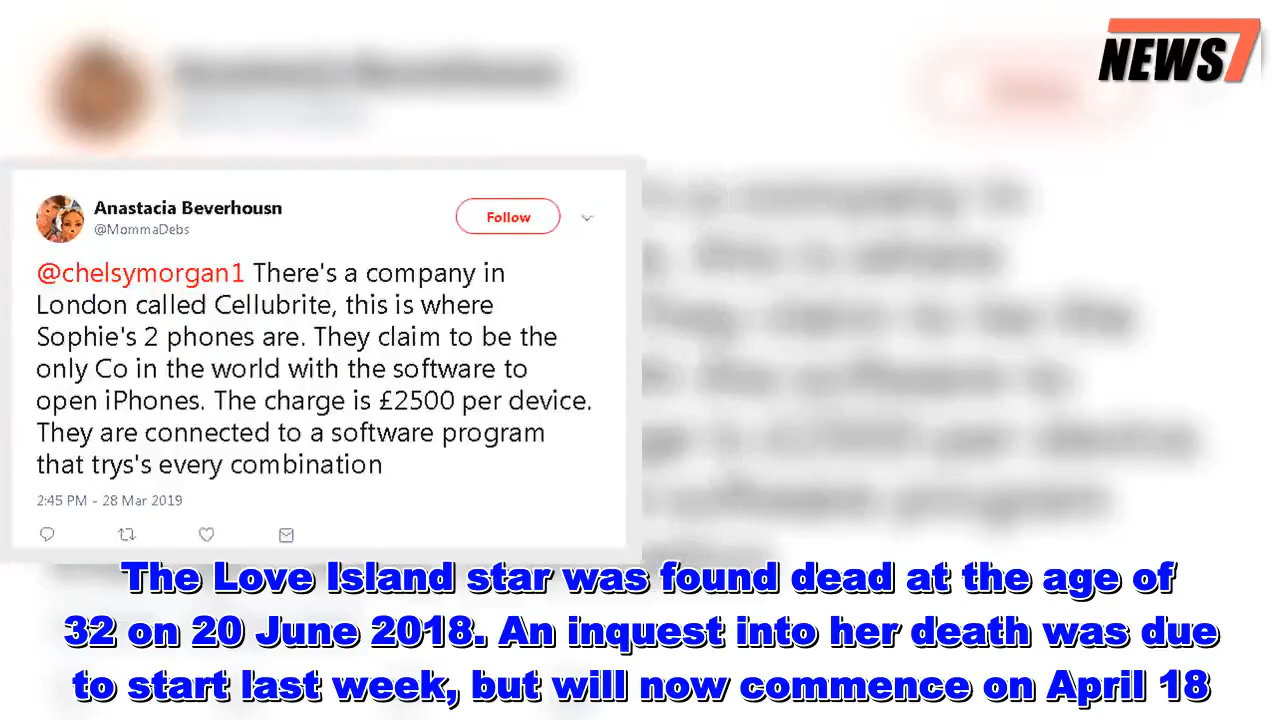 NEWS7
Anastacia Beverhousn
@MommaDebs
Follow
@chelsymorgan1 There's a company in
London called Cellubrite, this is where
Sophie's 2 phones are. They claim to be the
only Co in the world with the software to
open iPhones. The charge is £2500 per device.
They are connected to a software program
that trys's every combination
2:45 PM - 28 Mar 2019
The Love Island star was found dead at the age of
32 on 20 June 2018. An inquest into her death was due
to start last week, but will now commence on April 18